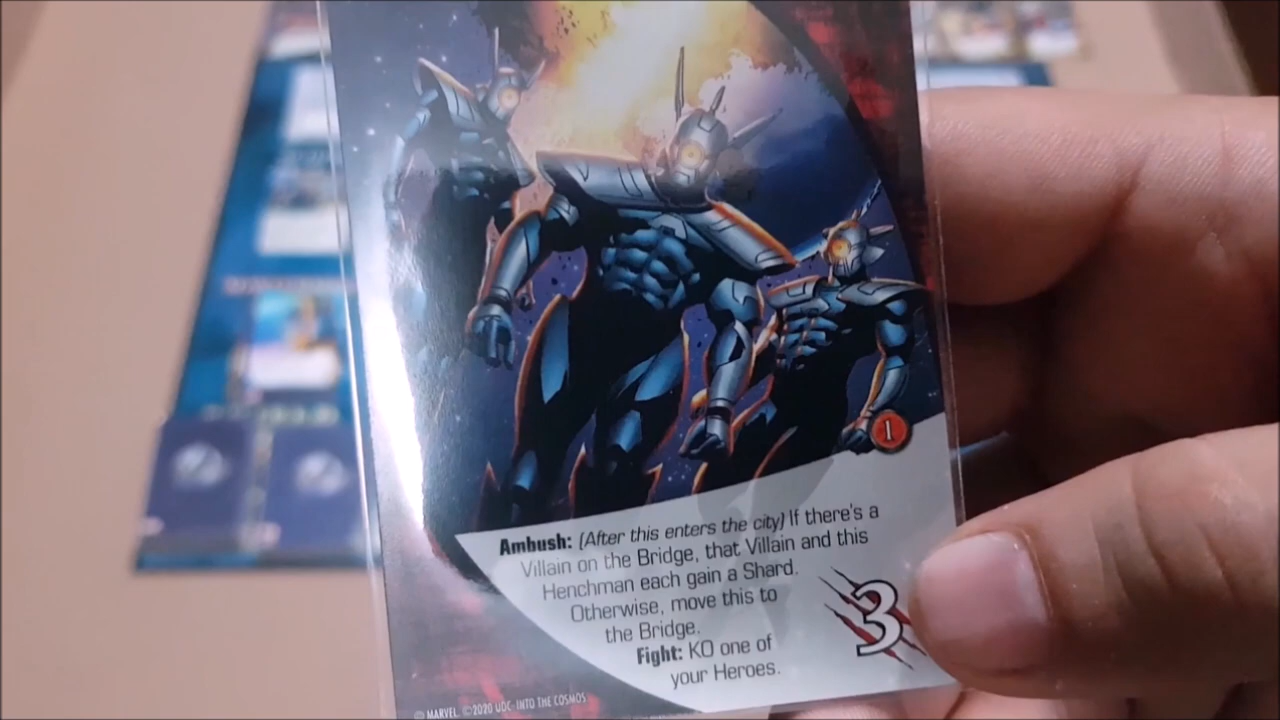 1
Ambush: (After this enters the city) If there's a
Villain on the Bridge, that Villain and this
Henchman each gain a Shard.
Otherwise, move this to
the Bridge.
Fight: KO one of
your Heroes.
3
© MARVEL. ©2020 UDC-INTO THE COSMOS